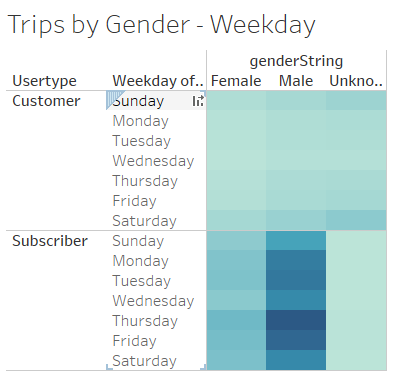 Trips by Gender - Weekday
genderString
Usertype Weekday of.. Female Male Unkno..
Customer Sunday
Monday
Tuesday
Wednesday
Thursday
Friday
Saturday
Subscriber Sunday
Monday
Tuesday
Wednesday
Thursday
Friday
Saturday